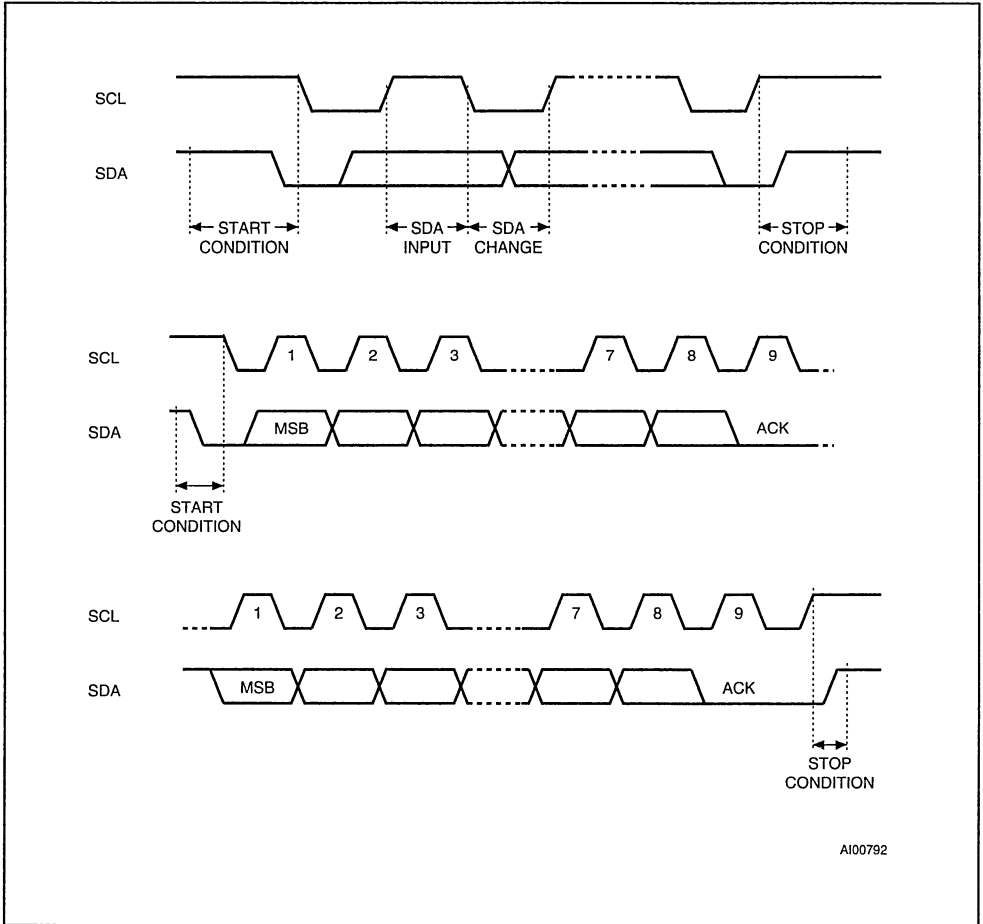 SCL
SDA
START CONDITION
SDA INPUT
SDA CHANGE
STOP CONDITION
SCL
1 2 3 7 8 9
SDA
MSB
ACK
START CONDITION
SCL
1 2 3 7 8 9
SDA
MSB
ACK
STOP CONDITION
AI00792